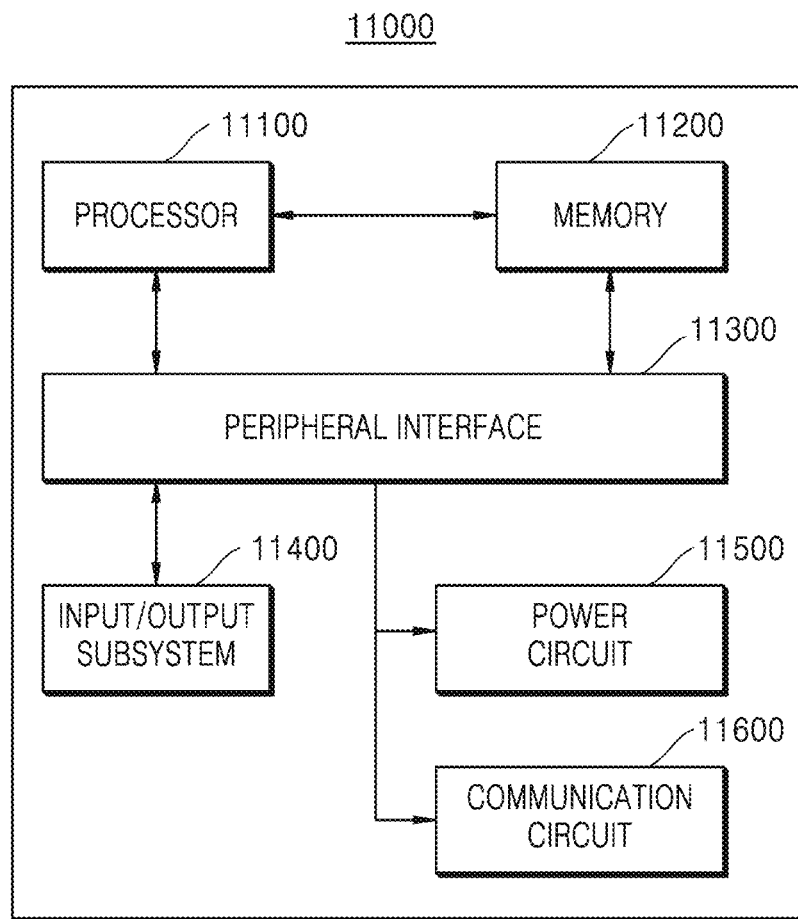 11000
11100
11200
PROCESSOR
MEMORY
11300
PERIPHERAL INTERFACE
11400
11500
INPUT/OUTPUT
SUBSYSTEM
POWER
CIRCUIT
11600
COMMUNICATION
CIRCUIT